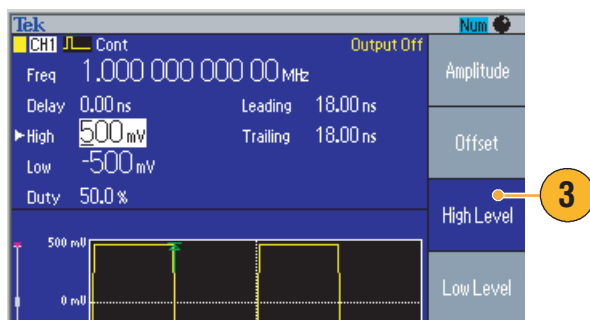 Tek
Num
CH1 Cont
Output Off
Freq 1.000 000 000 00 MHz
Delay 0.00 ns
Leading 18.00 ns
High 500 mV
Trailing 18.00 ns
Low -500 mV
Duty 50.0 %
500 mV
0 mV
Amplitude
Offset
High Level
Low Level
3